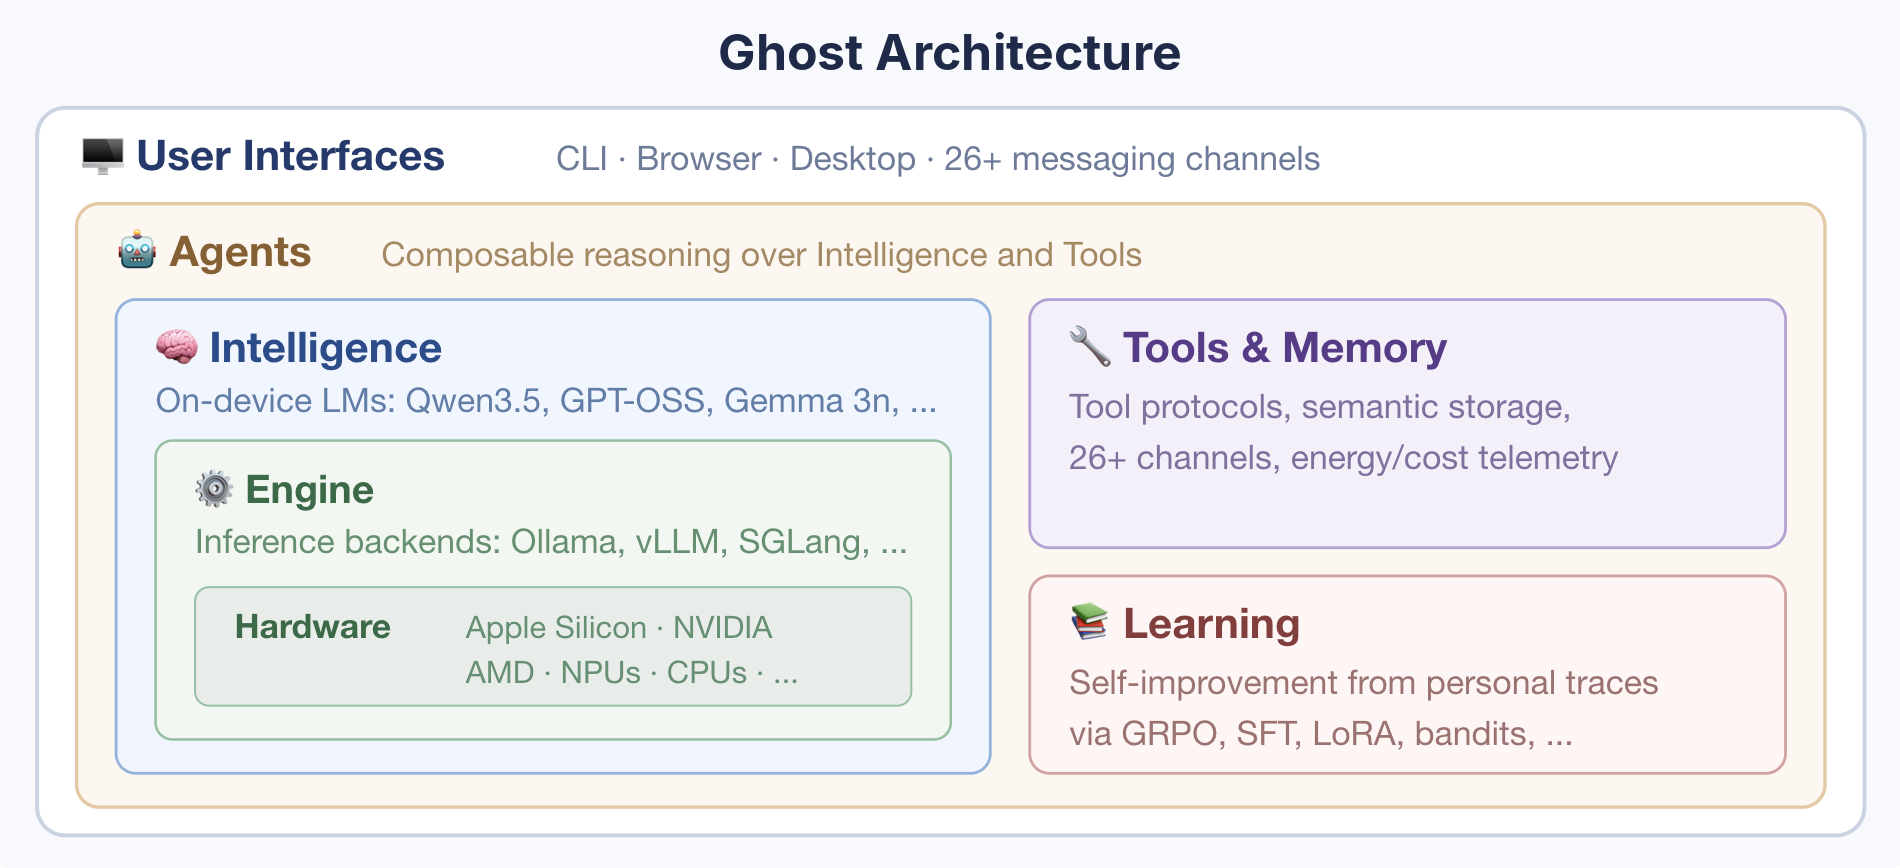 Ghost Architecture
User Interfaces
CLI · Browser · Desktop · 26+ messaging channels
Agents
Composable reasoning over Intelligence and Tools
Intelligence
On-device LMs: Qwen3.5, GPT-OSS, Gemma 3n, ...
Engine
Inference backends: Ollama, vLLM, SGLang, ...
Hardware
Apple Silicon · NVIDIA
AMD · NPUs · CPUs · ...
Tools & Memory
Tool protocols, semantic storage,
26+ channels, energy/cost telemetry
Learning
Self-improvement from personal traces
via GRPO, SFT, LoRA, bandits, ...